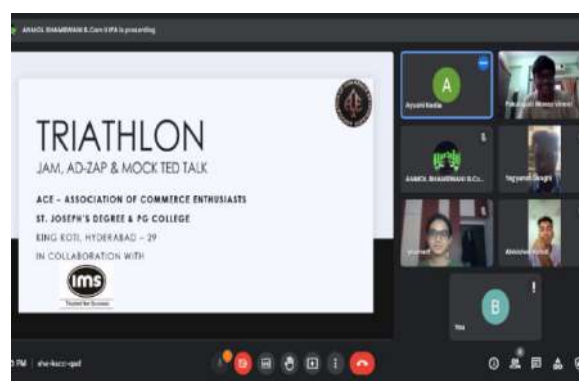 ANMOL BHAMBWANI B.Com II IPA is presenting
TRIATHLON
JAM, AD-ZAP & MOCK TED TALK
ACE – ASSOCIATION OF COMMERCE ENTHUSIASTS
ST. JOSEPH'S DEGREE & PG COLLEGE
KING KOTI, HYDERABAD – 29
IN COLLABORATION WITH
ims
Trusted for Success
A
Ayushi Kedia
ANMOL BHAMBWANI B.Co...
B
You
PM